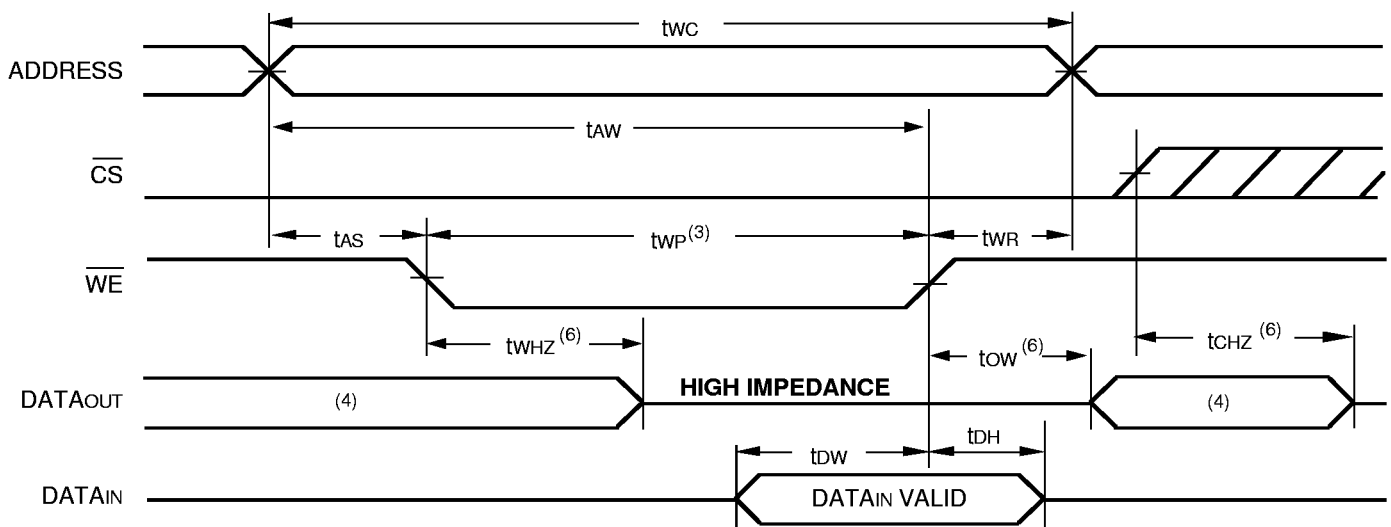 tWC
ADDRESS
tAW
CS
tAS tWP(3) tWR
WE
tWHZ (6) tOW (6) tCHZ (6)
DATAOUT (4) HIGH IMPEDANCE (4)
tDW tDH
DATAIN DATAIN VALID